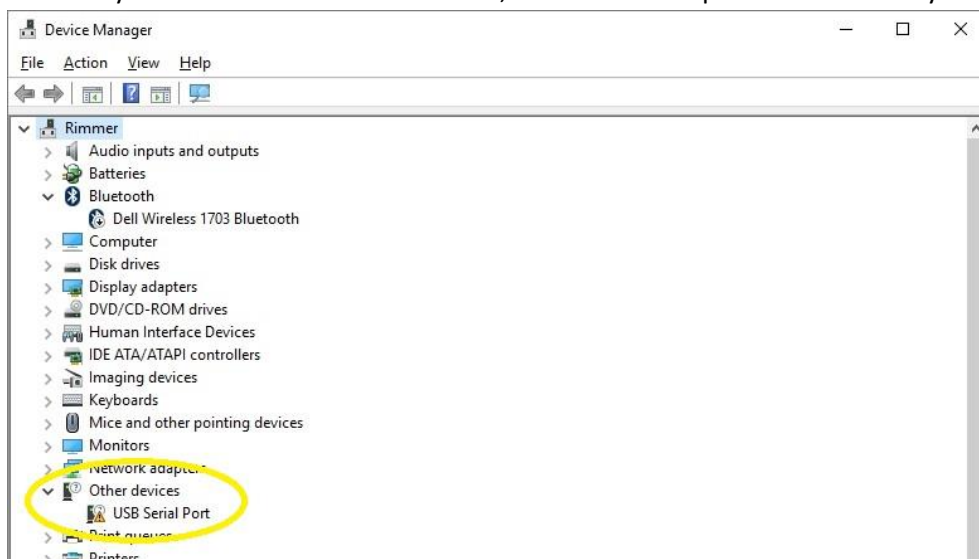 Device Manager
File Action View Help
Rimmer
Audio inputs and outputs
Batteries
Bluetooth
Dell Wireless 1703 Bluetooth
Computer
Disk drives
Display adapters
DVD/CD-ROM drives
Human Interface Devices
IDE ATA/ATAPI controllers
Imaging devices
Keyboards
Mice and other pointing devices
Monitors
Network adapters
Other devices
USB Serial Port
Print queues
Printers